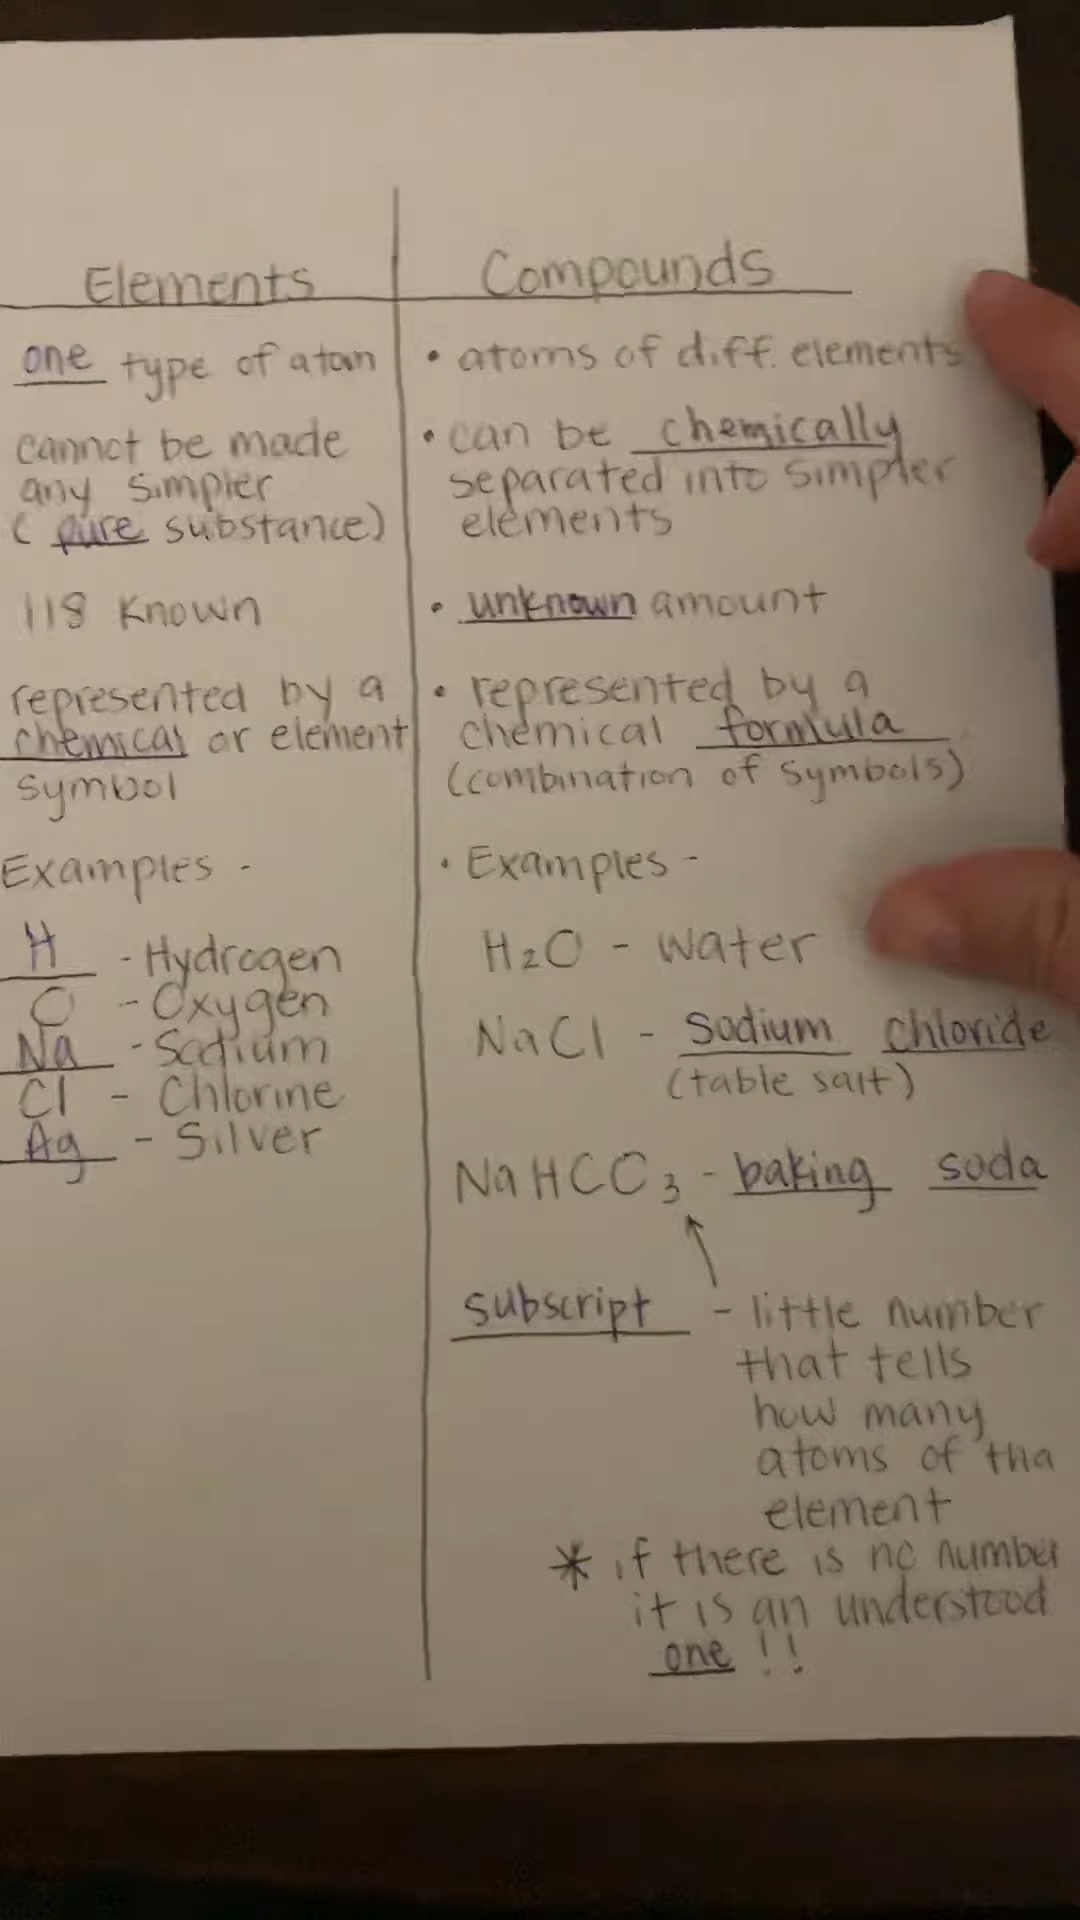 Elements
one type of atom
cannot be made
any simpler
(pure substance)
118 known
represented by a
chemical or element
symbol
Examples -
H - Hydrogen
O - Oxygen
Na - Sodium
Cl - Chlorine
Ag - Silver
Compounds
• atoms of diff. elements
• can be chemically
separated into simpler
elements
• unknown amount
• represented by a
chemical formula
(combination of symbols)
• Examples -
H₂O - water
NaCl - Sodium chloride
(table salt)
NaHCO₃ - baking soda
subscript - little number
that tells
how many
atoms of tha
element
* if there is no number
it is an understood
one !!